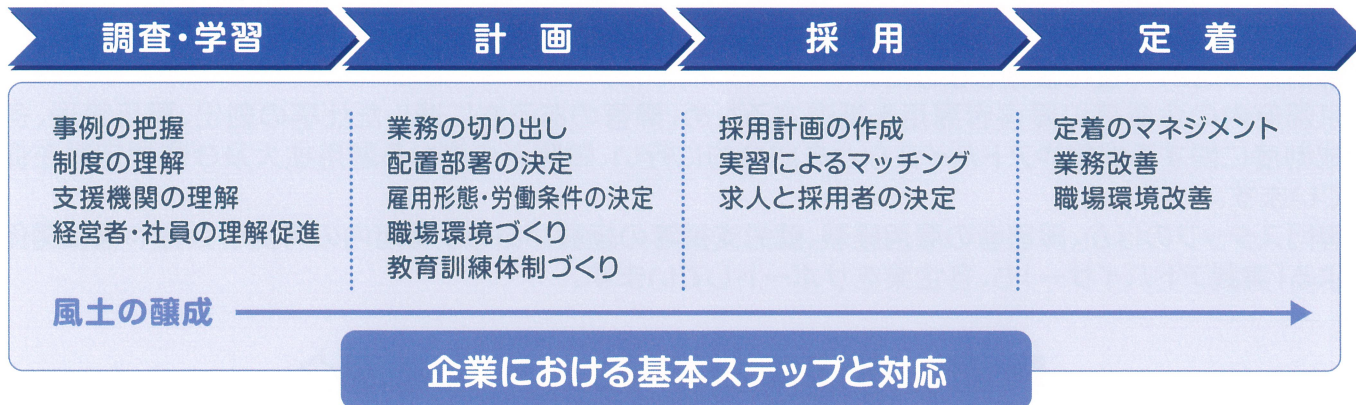 調査・学習
計画
採用
定着
事例の把握
制度の理解
支援機関の理解
経営者・社員の理解促進
業務の切り出し
配置部署の決定
雇用形態・労働条件の決定
職場環境づくり
教育訓練体制づくり
採用計画の作成
実習によるマッチング
求人と採用者の決定
定着のマネジメント
業務改善
職場環境改善
風土の醸成
企業における基本ステップと対応